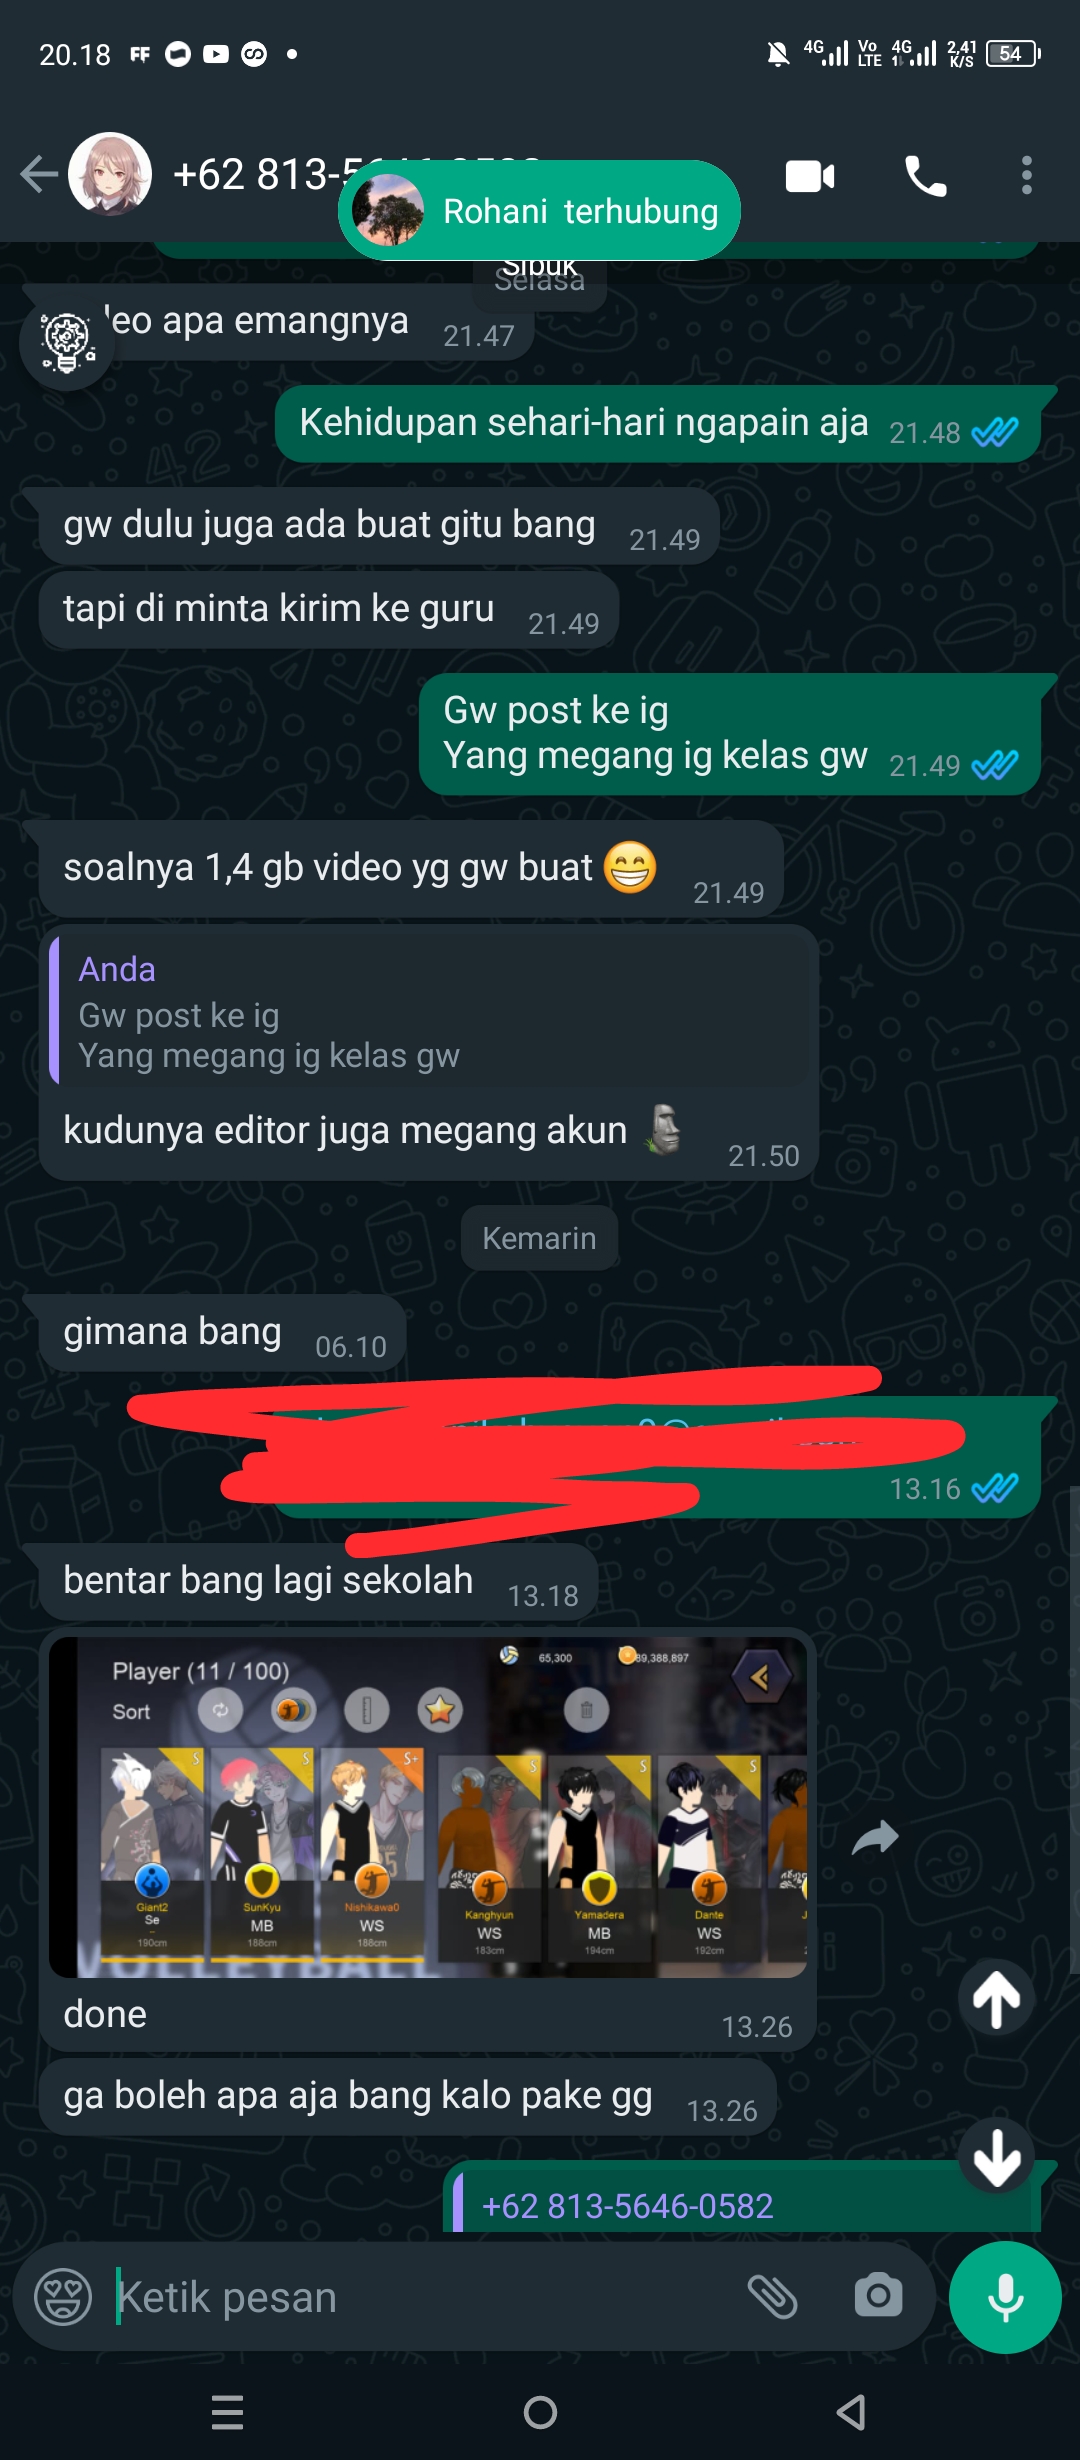 20.18
4G
Vo LTE
4G
2,41 K/S
54
+62 813-5
Rohani terhubung
Sibuk
Selasa
eo apa emangnya 21.47
Kehidupan sehari-hari ngapain aja 21.48
gw dulu juga ada buat gitu bang 21.49
tapi di minta kirim ke guru 21.49
Gw post ke ig
Yang megang ig kelas gw 21.49
soalnya 1,4 gb video yg gw buat 😁 21.49
Anda
Gw post ke ig
Yang megang ig kelas gw
kudunya editor juga megang akun 🗿 21.50
Kemarin
gimana bang 06.10
13.16
bentar bang lagi sekolah 13.18
Player (11 / 100)
65,300
89,388,897
Sort
S S S+ S S S
Giant2 SunKyu Nishikawa0 Kanghyun Yamadera Dante
Se MB WS WS MB WS
190cm 188cm 188cm 183cm 194cm 192cm
VOLLEYBALL
done 13.26
ga boleh apa aja bang kalo pake gg 13.26
+62 813-5646-0582
Ketik pesan